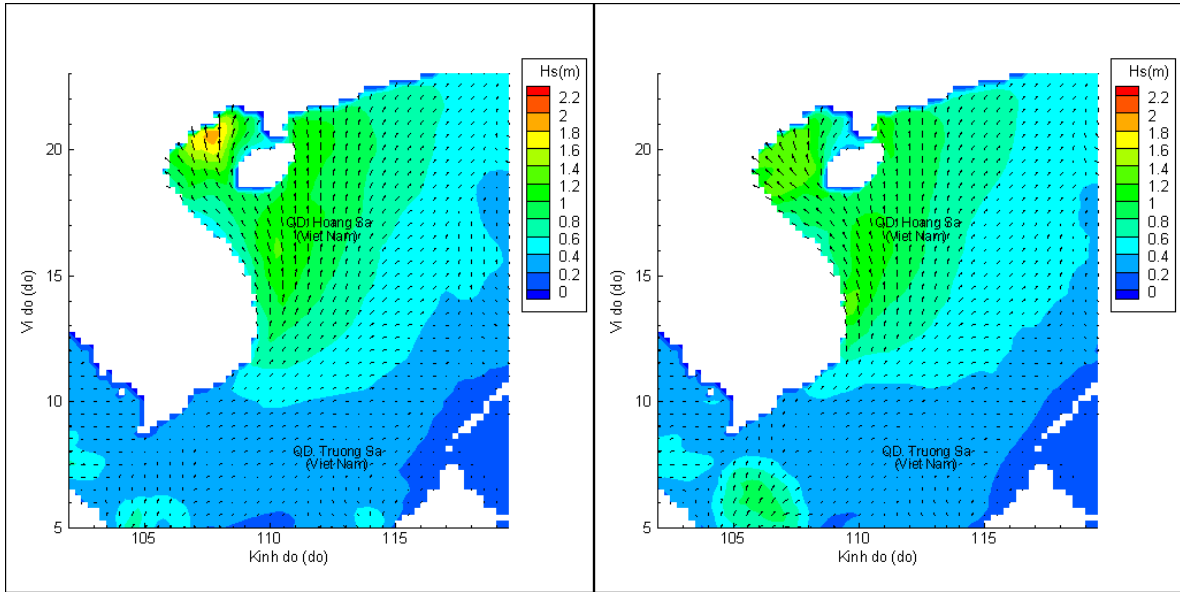 Hs(m)
2.2
2
1.8
1.6
1.4
1.2
1
0.8
0.6
0.4
0.2
0
20
15
10
5
Vi do (do)
QD. Hoang Sa
(Viet Nam)
QD. Truong Sa
(Viet Nam)
105
110
115
Kinh do (do)
Hs(m)
2.2
2
1.8
1.6
1.4
1.2
1
0.8
0.6
0.4
0.2
0
20
15
10
5
Vi do (do)
QD. Hoang Sa
(Viet Nam)
QD. Truong Sa
(Viet Nam)
105
110
115
Kinh do (do)